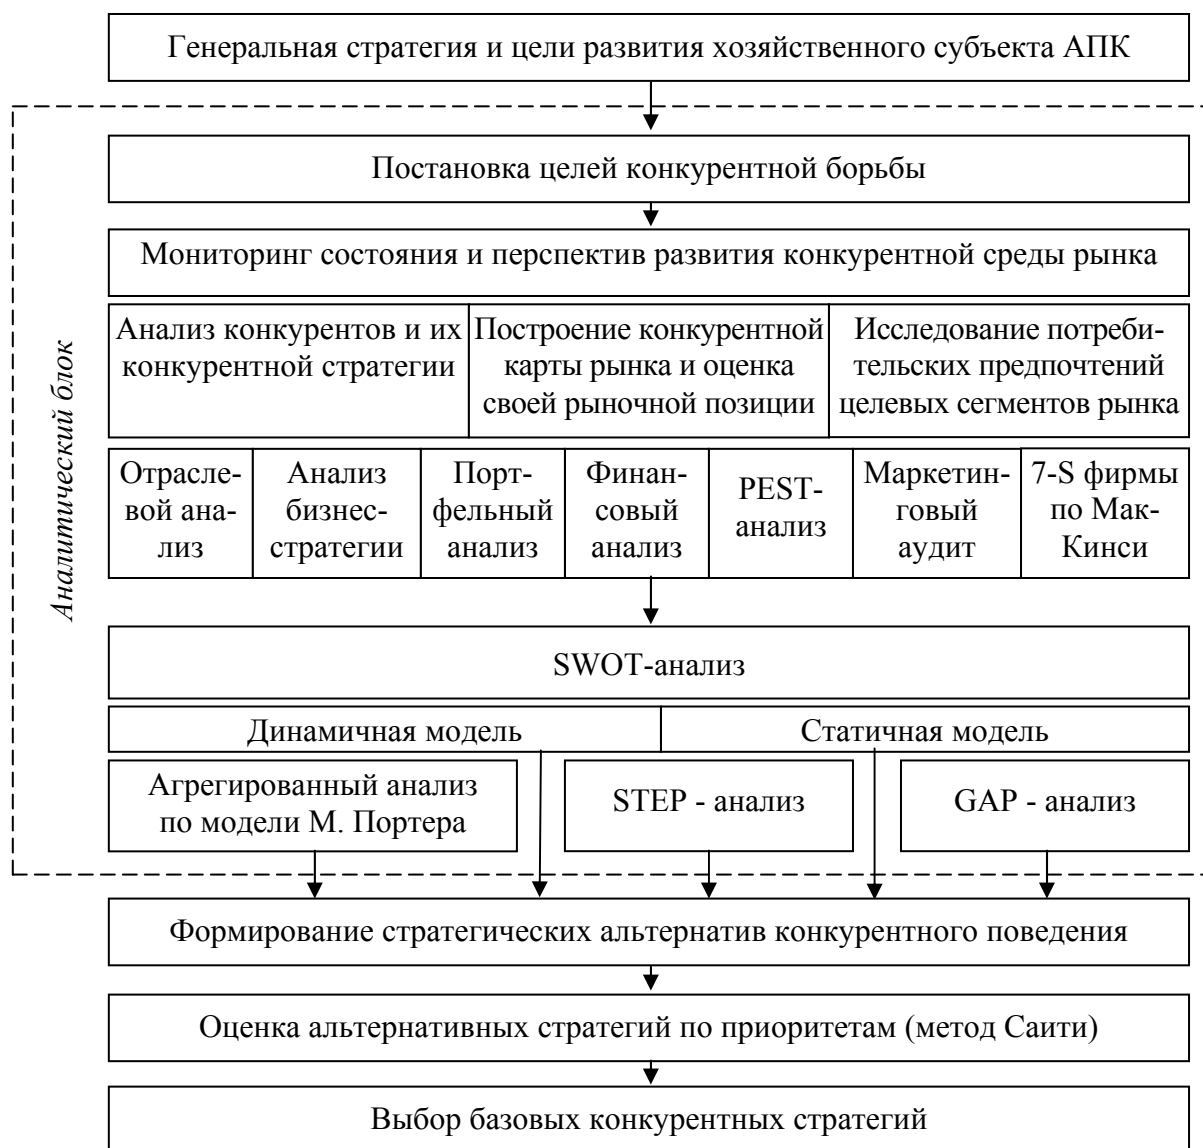 Генеральная стратегия и цели развития хозяйственного субъекта АПК
Постановка целей конкурентной борьбы
Мониторинг состояния и перспектив развития конкурентной среды рынка
Анализ конкурентов и их
конкурентной стратегии
Построение конкурентной
карты рынка и оценка
своей рыночной позиции
Исследование потреби-
тельских предпочтений
целевых сегментов рынка
Аналитический блок
Отрасле-
вой ана-
лиз
Анализ
бизнес-
стратегии
Порт-
фельный
анализ
Финан-
совый
анализ
PEST-
анализ
Маркетин-
говый
аудит
7-S фирмы
по Мак-
Кинси
SWOT-анализ
Динамичная модель
Статичная модель
Агрегированный анализ
по модели М. Портера
STEP - анализ
GAP - анализ
Формирование стратегических альтернатив конкурентного поведения
Оценка альтернативных стратегий по приоритетам (метод Саити)
Выбор базовых конкурентных стратегий